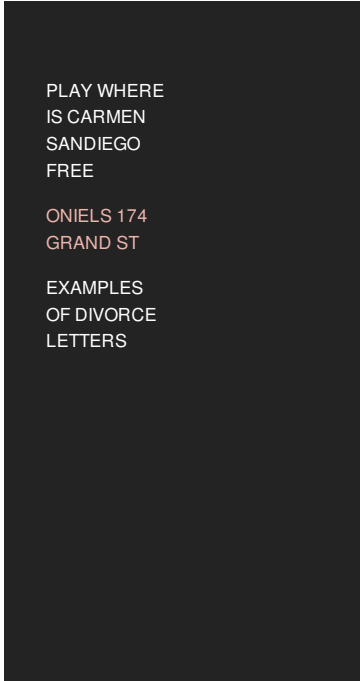 PLAY WHERE
IS CARMEN
SANDIEGO
FREE
ONIELS 174
GRAND ST
EXAMPLES
OF DIVORCE
LETTERS